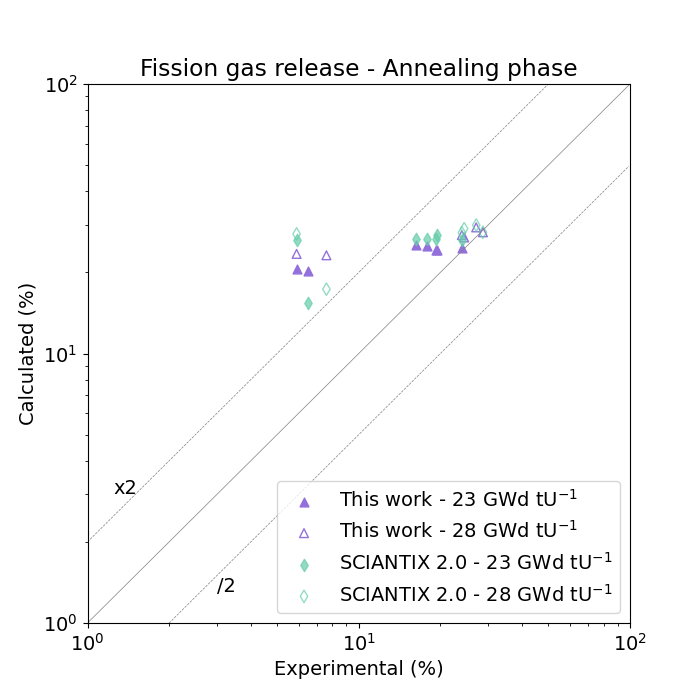 Fission gas release - Annealing phase
10²
10¹
10⁰
Calculated (%)
x2
/2
This work - 23 GWd tU⁻¹
This work - 28 GWd tU⁻¹
SCIANTIX 2.0 - 23 GWd tU⁻¹
SCIANTIX 2.0 - 28 GWd tU⁻¹
10⁰ 10¹ 10²
Experimental (%)